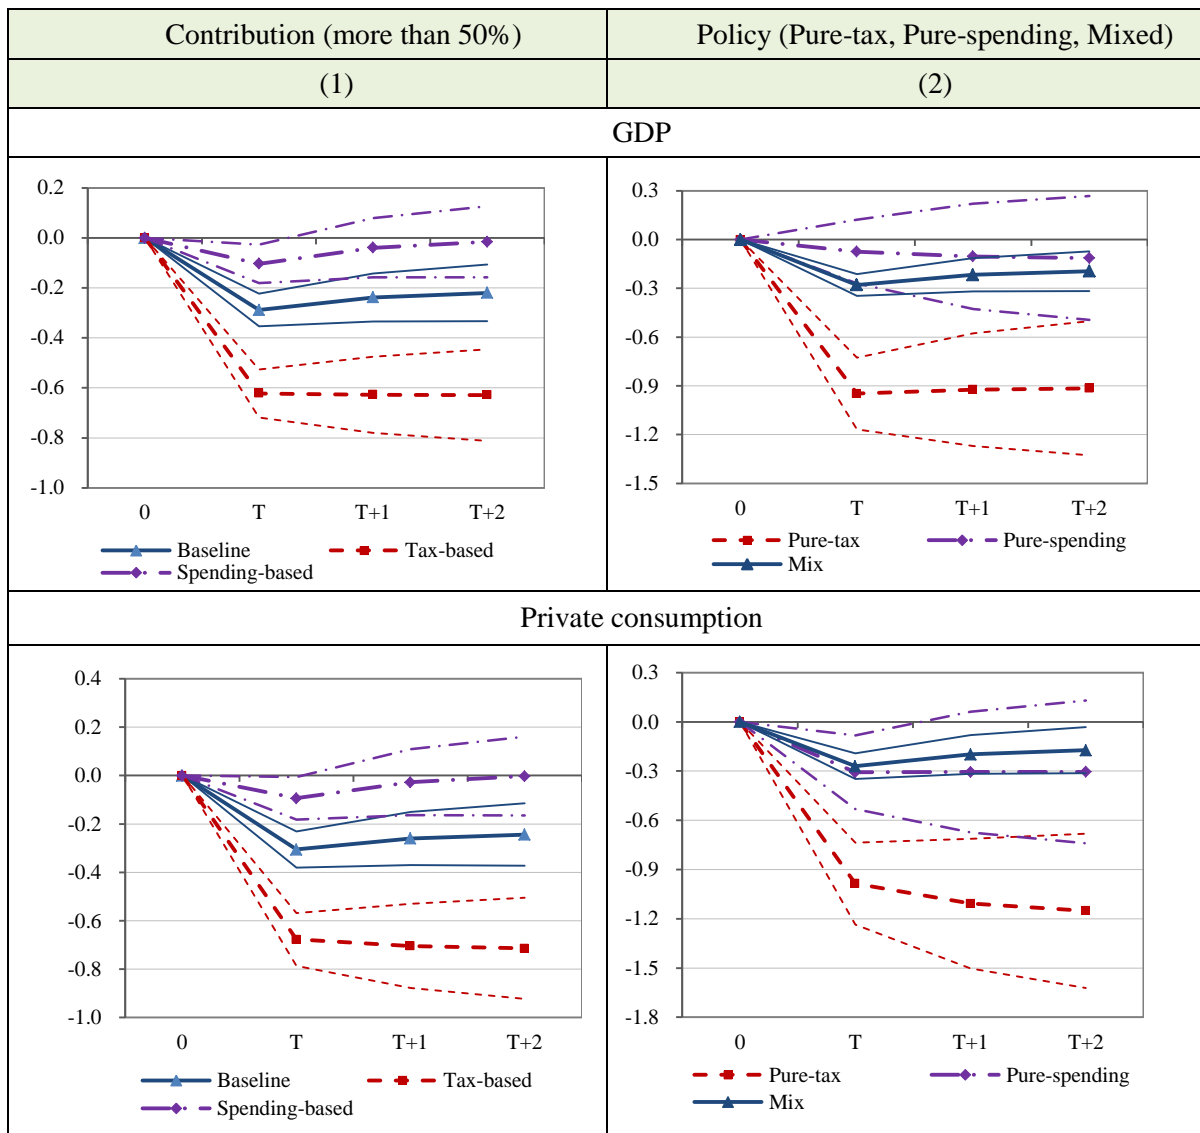 Contribution (more than 50%)
Policy (Pure-tax, Pure-spending, Mixed)
(1)
(2)
GDP
0.2
0.0
-0.2
-0.4
-0.6
-0.8
-1.0
0 T T+1 T+2
Baseline Tax-based
Spending-based
0.3
0.0
-0.3
-0.6
-0.9
-1.2
-1.5
0 T T+1 T+2
Pure-tax Pure-spending
Mix
Private consumption
0.4
0.2
0.0
-0.2
-0.4
-0.6
-0.8
-1.0
0 T T+1 T+2
Baseline Tax-based
Spending-based
0.3
0.0
-0.3
-0.6
-0.9
-1.2
-1.5
-1.8
0 T T+1 T+2
Pure-tax Pure-spending
Mix